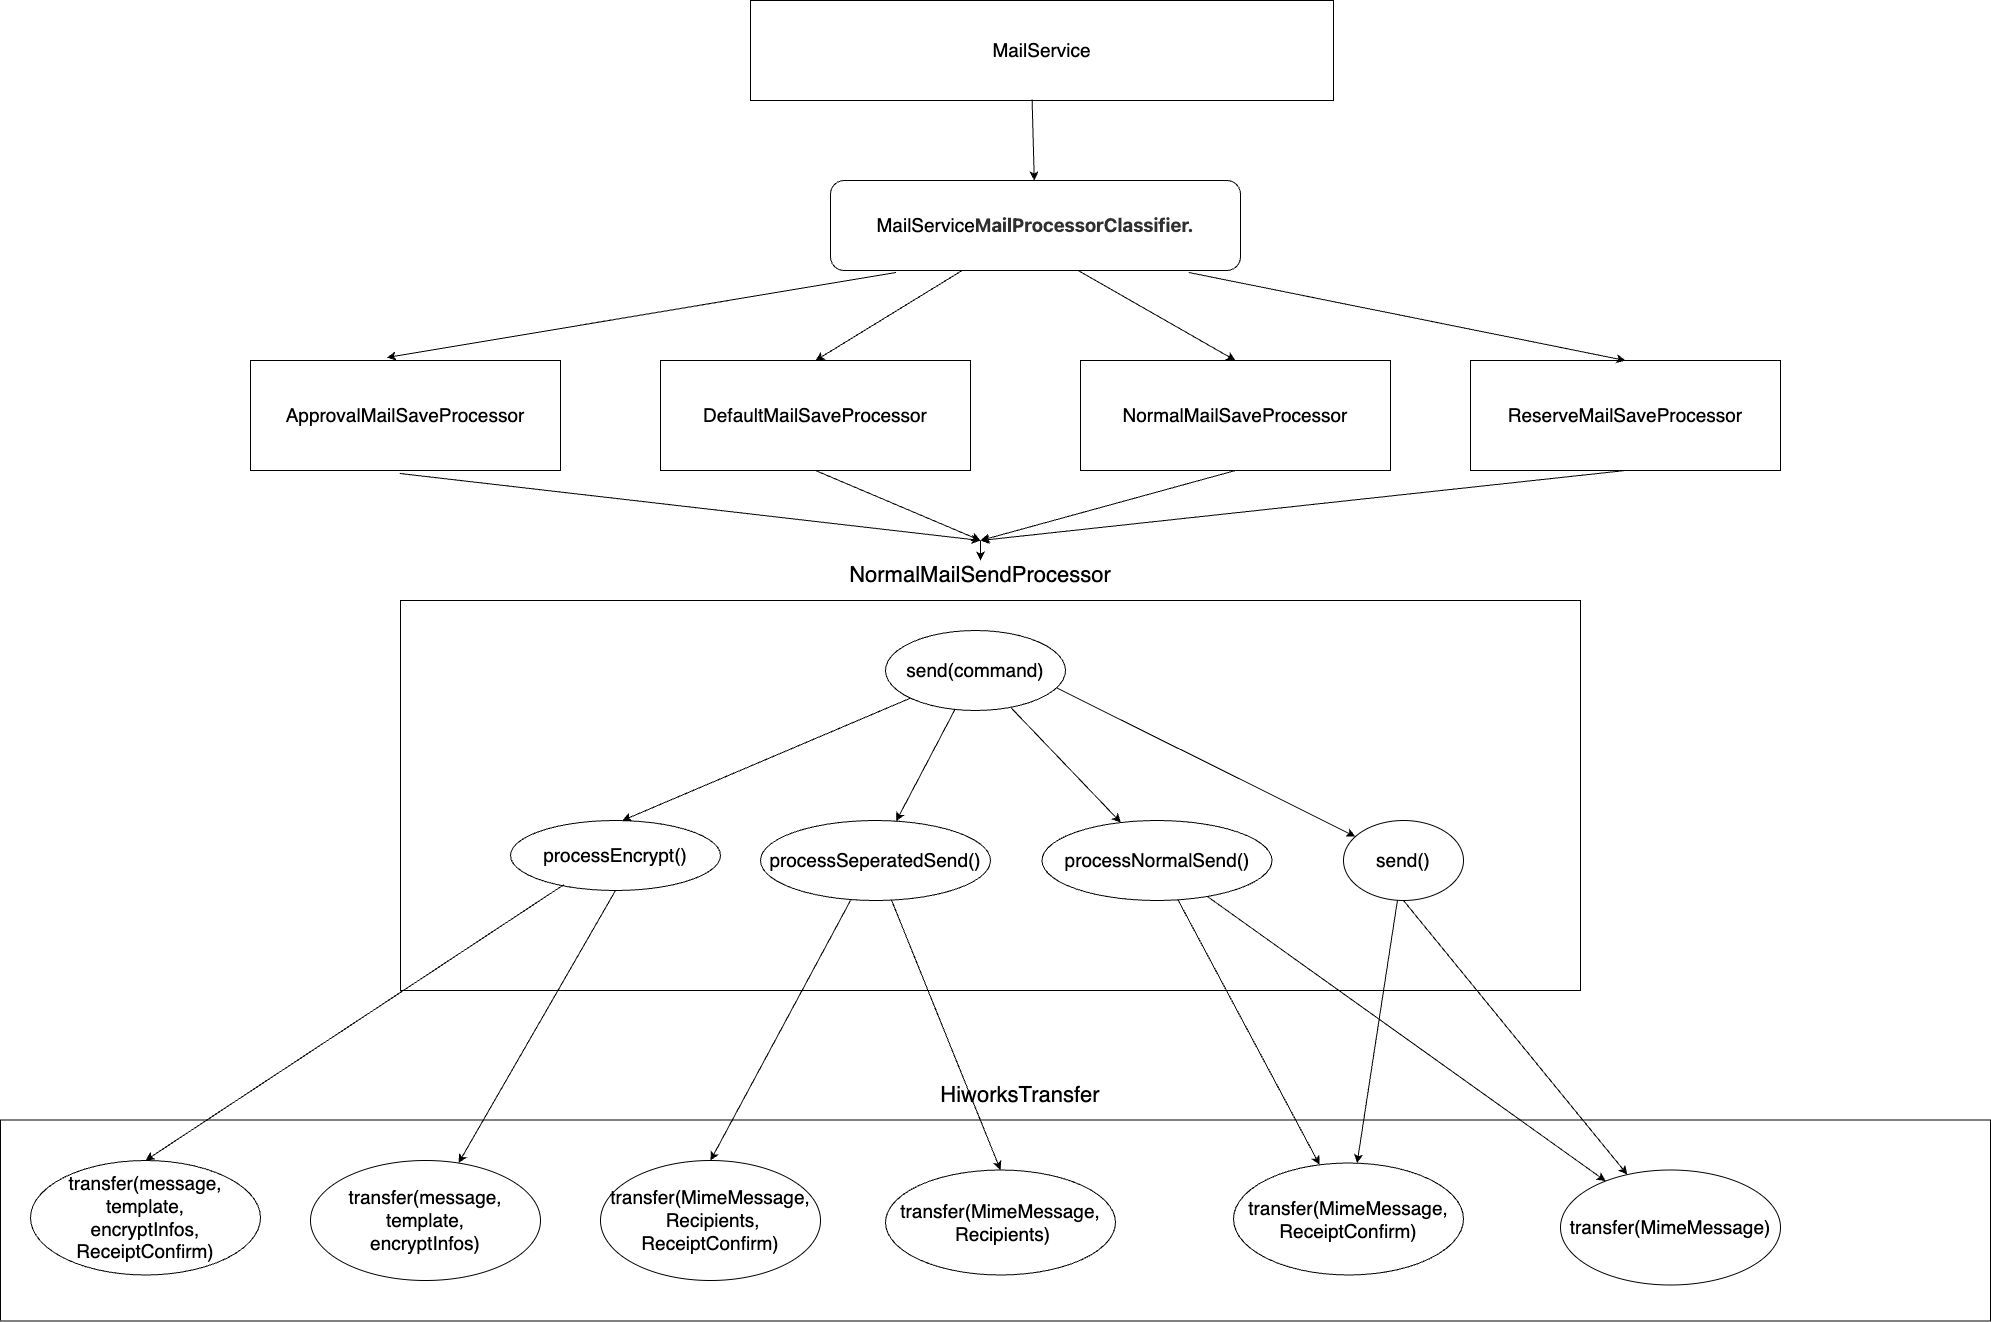 MailService
MailServiceMailProcessorClassifier.
ApprovalMailSaveProcessor
DefaultMailSaveProcessor
NormalMailSaveProcessor
ReserveMailSaveProcessor
NormalMailSendProcessor
send(command)
processEncrypt()
processSeperatedSend()
processNormalSend()
send()
HiworksTransfer
transfer(message,
template,
encryptInfos,
ReceiptConfirm)
transfer(message,
template,
encryptInfos)
transfer(MimeMessage,
Recipients,
ReceiptConfirm)
transfer(MimeMessage,
Recipients)
transfer(MimeMessage,
ReceiptConfirm)
transfer(MimeMessage)